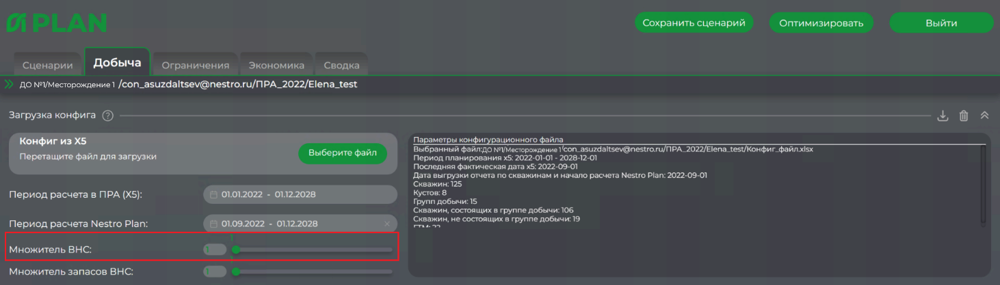 PLAN
Сохранить сценарий Оптимизировать Выйти
Сценарии Добыча Ограничения Экономика Сводка
ДО №1/Месторождение 1 /con_asuzdaltsev@nestro.ru/ПРА_2022/Elena_test
Загрузка конфига ?
Конфиг из X5
Перетащите файл для загрузки
Выберите файл
Период расчета в ПРА (X5): 01.01.2022 - 01.12.2028
Период расчета Nestro Plan: 01.09.2022 - 01.12.2028
1
Множитель ВНС: 1
1
Множитель запасов ВНС: 1
Параметры конфигурационного файла
Выбранный файл:ДО №1/Месторождение 1/con_asuzdaltsev@nestro.ru/ПРА_2022/Elena_test/Конфиг_файл.xlsx
Период планирования x5: 2022-01-01 - 2028-12-01
Последняя фактическая дата x5: 2022-09-01
Дата выгрузки отчета по скважинам и начало расчета Nestro Plan: 2022-09-01
Скважин: 125
Кустов: 8
Групп добычи: 15
Скважин, состоящих в группе добычи: 106
Скважин, не состоящих в группе добычи: 19